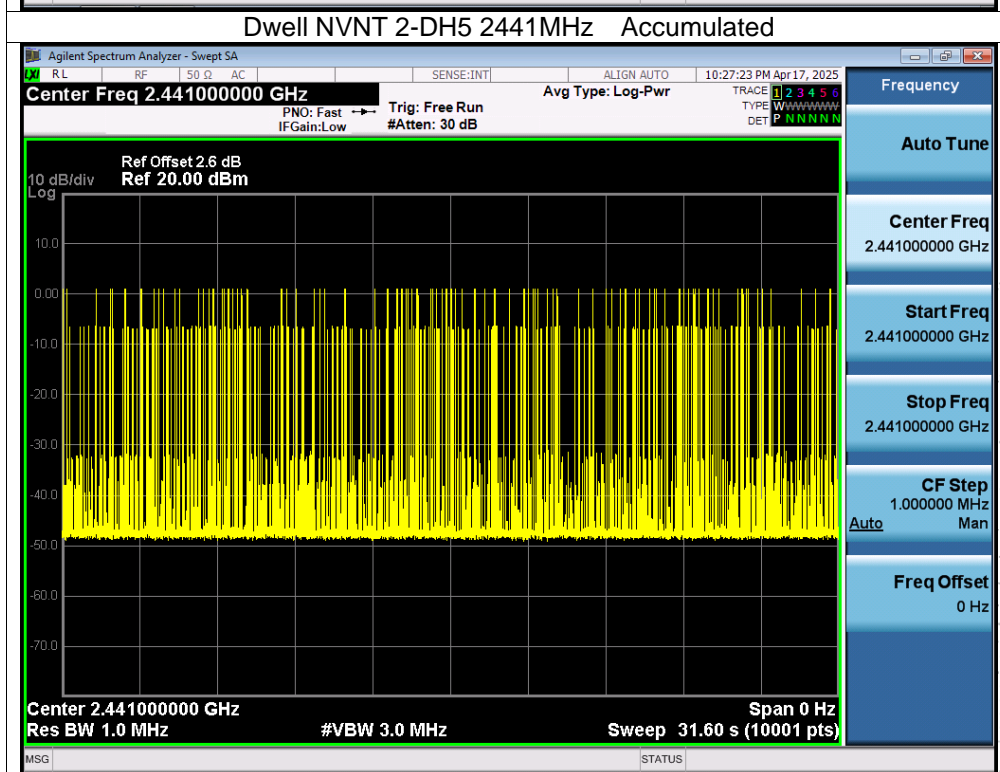 Dwell NVNT 2-DH5 2441MHz Accumulated
Agilent Spectrum Analyzer - Swept SA
LXI RL RF 50 Ω AC SENSE:INT ALIGN AUTO 10:27:23 PM Apr 17, 2025
Center Freq 2.441000000 GHz Avg Type: Log-Pwr TRACE 1 2 3 4 5 6
PNO: Fast Trig: Free Run TYPE WWWWWWW
IFGain:Low #Atten: 30 dB DET P N N N N N
Ref Offset 2.6 dB
10 dB/div Ref 20.00 dBm
Log
10.0
0.00
-10.0
-20.0
-30.0
-40.0
-50.0
-60.0
-70.0
Center 2.441000000 GHz Span 0 Hz
Res BW 1.0 MHz #VBW 3.0 MHz Sweep 31.60 s (10001 pts)
MSG STATUS
Frequency
Auto Tune
Center Freq
2.441000000 GHz
Start Freq
2.441000000 GHz
Stop Freq
2.441000000 GHz
CF Step
1.000000 MHz
Auto Man
Freq Offset
0 Hz